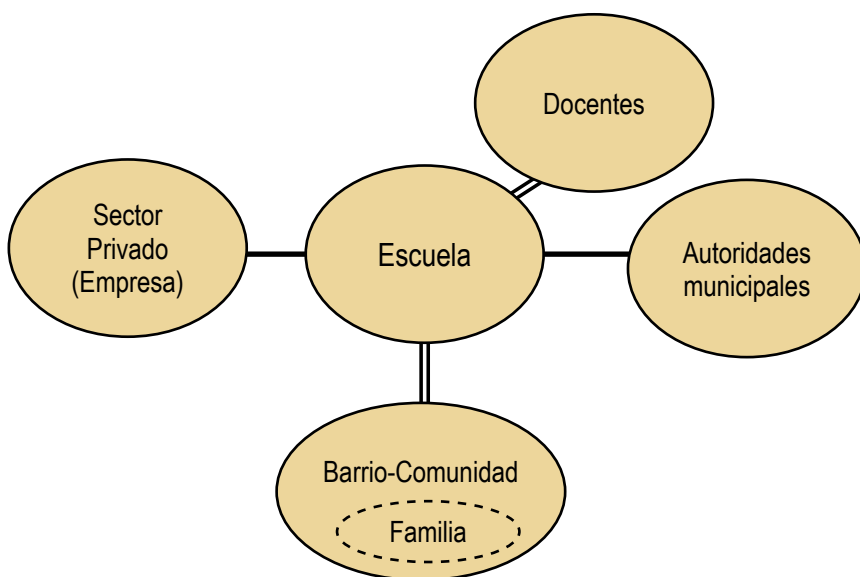 Docentes
Sector
Privado
(Empresa)
Escuela
Autoridades
municipales
Barrio-Comunidad
Familia